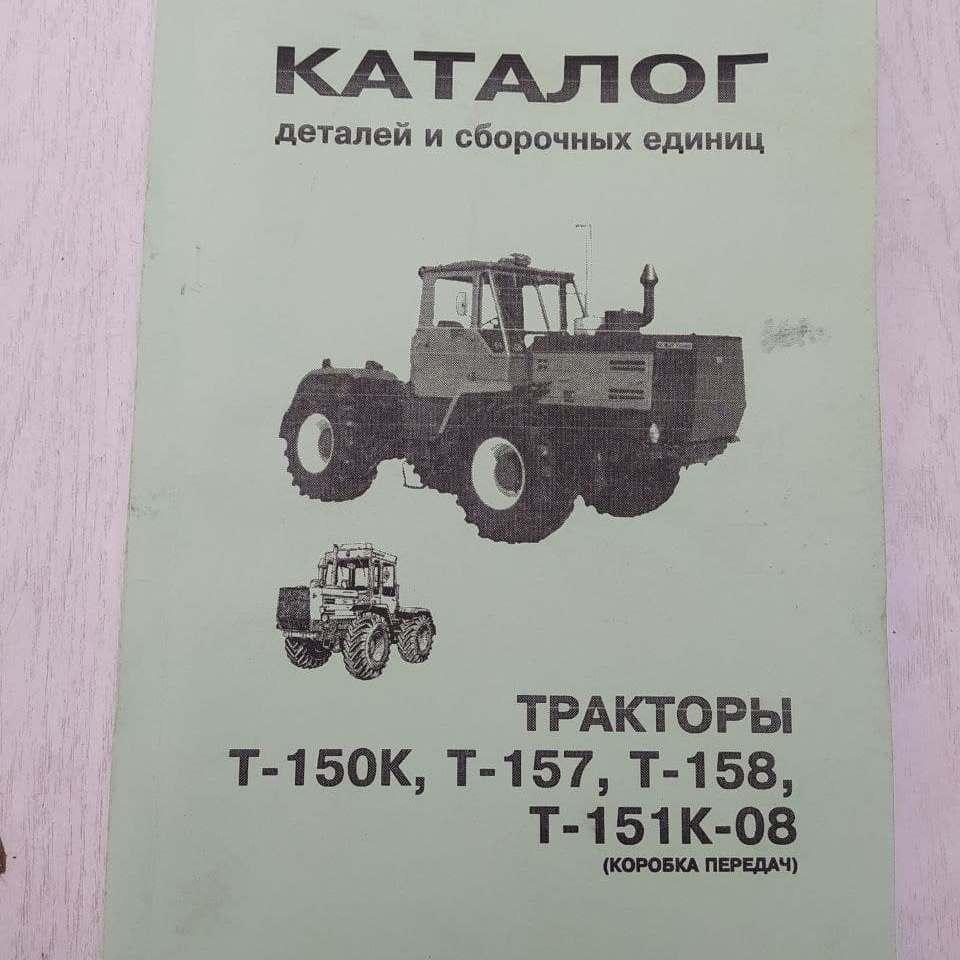 КАТАЛОГ
деталей и сборочных единиц
ТРАКТОРЫ
Т-150К, Т-157, Т-158,
Т-151К-08
(КОРОБКА ПЕРЕДАЧ)